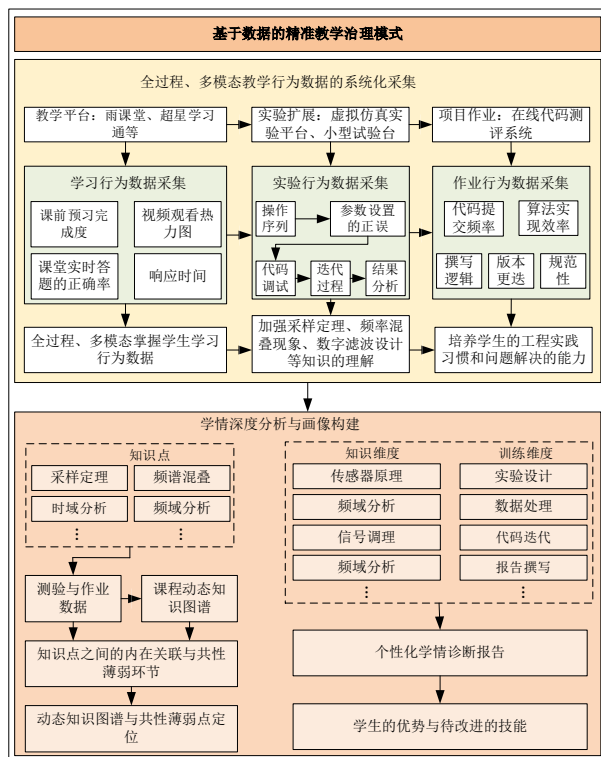 基于数据的精准教学治理模式
全过程、多模态教学行为数据的系统化采集
教学平台：雨课堂、超星学习
通等
实验扩展：虚拟仿真实
验平台、小型试验台
项目作业：在线代码测
评系统
学习行为数据采集
课前预习完
成度
视频观看热
力图
课堂实时答
题的正确率
响应时间
实验行为数据采集
操作
序列
参数设置
的正误
代码
调试
迭代
过程
结果
分析
作业行为数据采集
代码提
交频率
算法实
现效率
撰写
逻辑
版本
更迭
规范
性
全过程、多模态掌握学生学习
行为数据
加强采样定理、频率混
叠现象、数字滤波设计
等知识的理解
培养学生的工程实践
习惯和问题解决的能力
学情深度分析与画像构建
知识点
采样定理
频谱混叠
时域分析
频域分析
⋮
⋮
测验与作业
数据
课程动态知
识图谱
知识点之间的内在关联与共性
薄弱环节
动态知识图谱与共性薄弱点定
位
知识维度
传感器原理
频域分析
信号调理
频域分析
⋮
训练维度
实验设计
数据处理
代码迭代
报告撰写
⋮
个性化学情诊断报告
学生的优势与待改进的技能